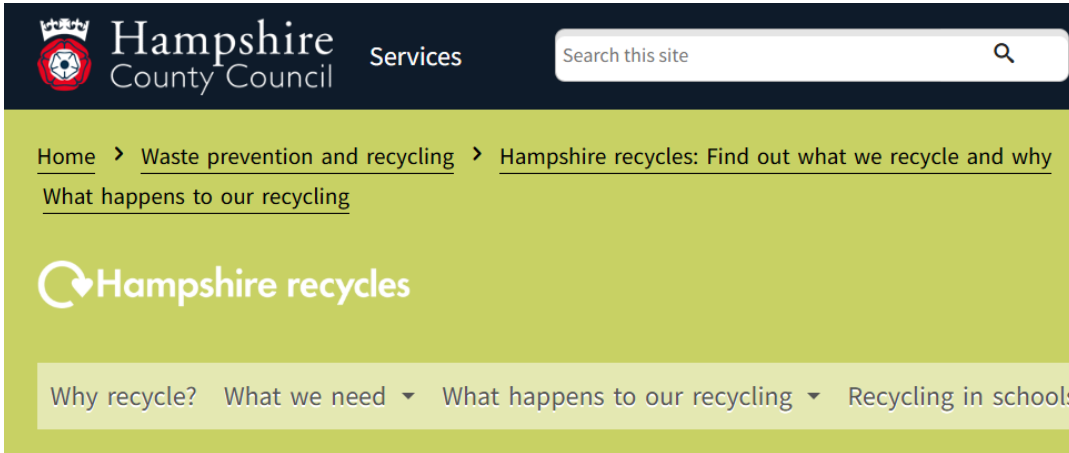 Hampshire
County Council
Services
Search this site
Home > Waste prevention and recycling > Hampshire recycles: Find out what we recycle and why
What happens to our recycling
Hampshire recycles
Why recycle? What we need What happens to our recycling Recycling in schools